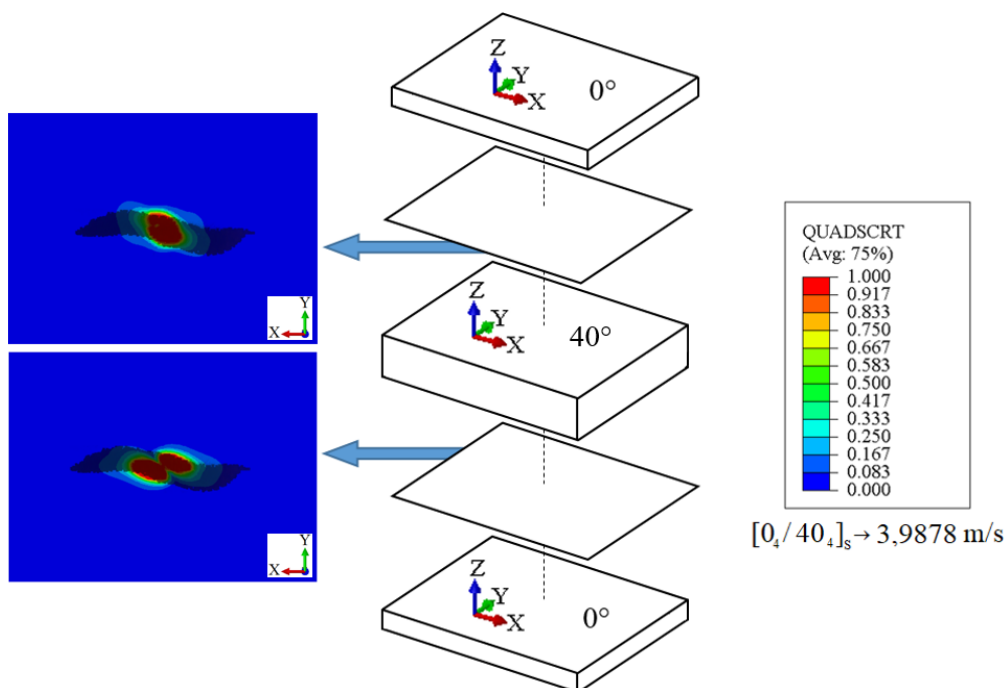 Z
Y
X
0°
Y
X
Z
Y
X
40°
Y
X
Z
Y
X
0°
QUADSCRT
(Avg: 75%)
1.000
0.917
0.833
0.750
0.667
0.583
0.500
0.417
0.333
0.250
0.167
0.083
0.000
[0₄/40₄]ₛ→3,9878 m/s